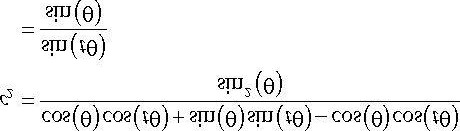 c₂ = cos(θ)cos(tθ)+sin(θ)sin(tθ)−cos(θ)cos(tθ) / sin²(θ)
= sin(tθ) / sin(θ)